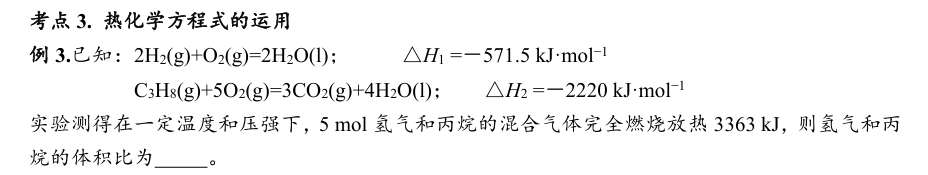 考点 3. 热化学方程式的运用
例 3.已知：2H₂(g)+O₂(g)=2H₂O(l)； △H₁ =－571.5 kJ·mol⁻¹
C₃H₈(g)+5O₂(g)=3CO₂(g)+4H₂O(l)； △H₂ =－2220 kJ·mol⁻¹
实验测得在一定温度和压强下，5 mol 氢气和丙烷的混合气体完全燃烧放热 3363 kJ，则氢气和丙
烷的体积比为_____。